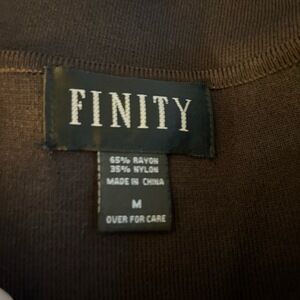 FINITY
65% RAYON
35% NYLON
MADE IN CHINA
M
OVER FOR CARE